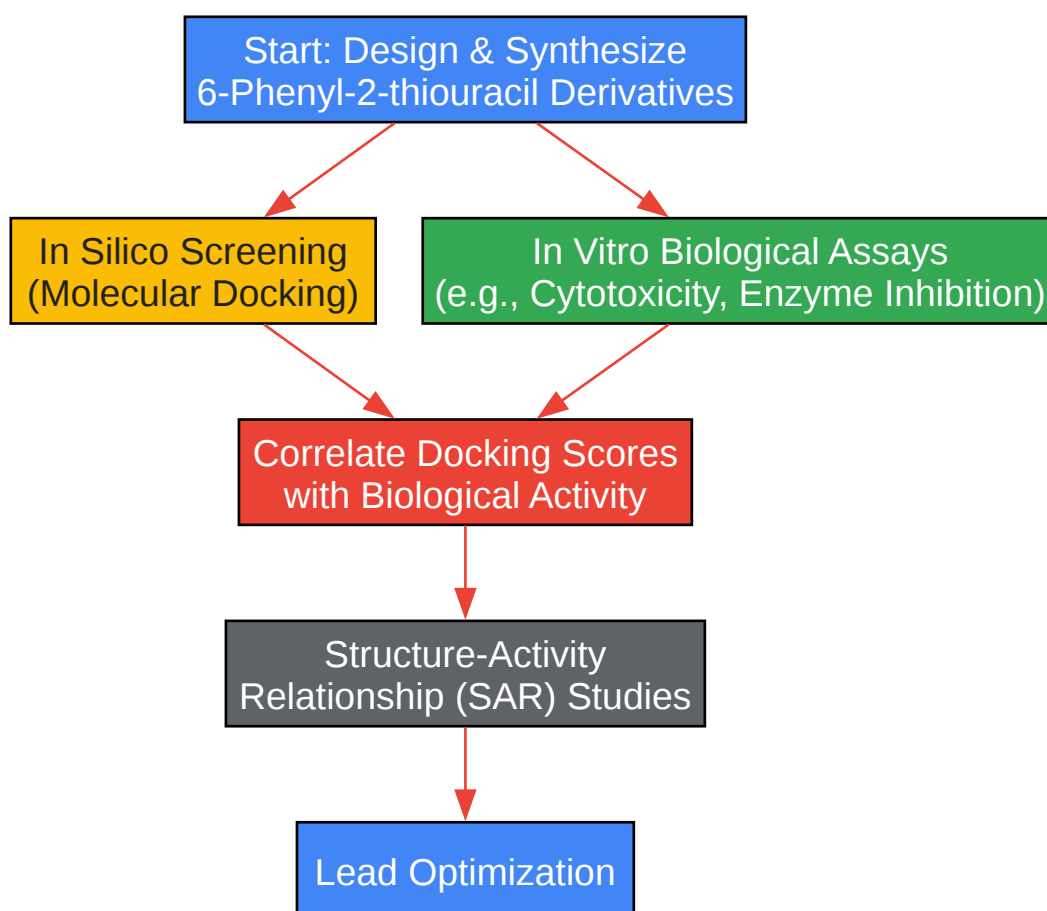 Start: Design & Synthesize
6-Phenyl-2-thiouracil Derivatives
In Silico Screening
(Molecular Docking)
In Vitro Biological Assays
(e.g., Cytotoxicity, Enzyme Inhibition)
Correlate Docking Scores
with Biological Activity
Structure-Activity
Relationship (SAR) Studies
Lead Optimization